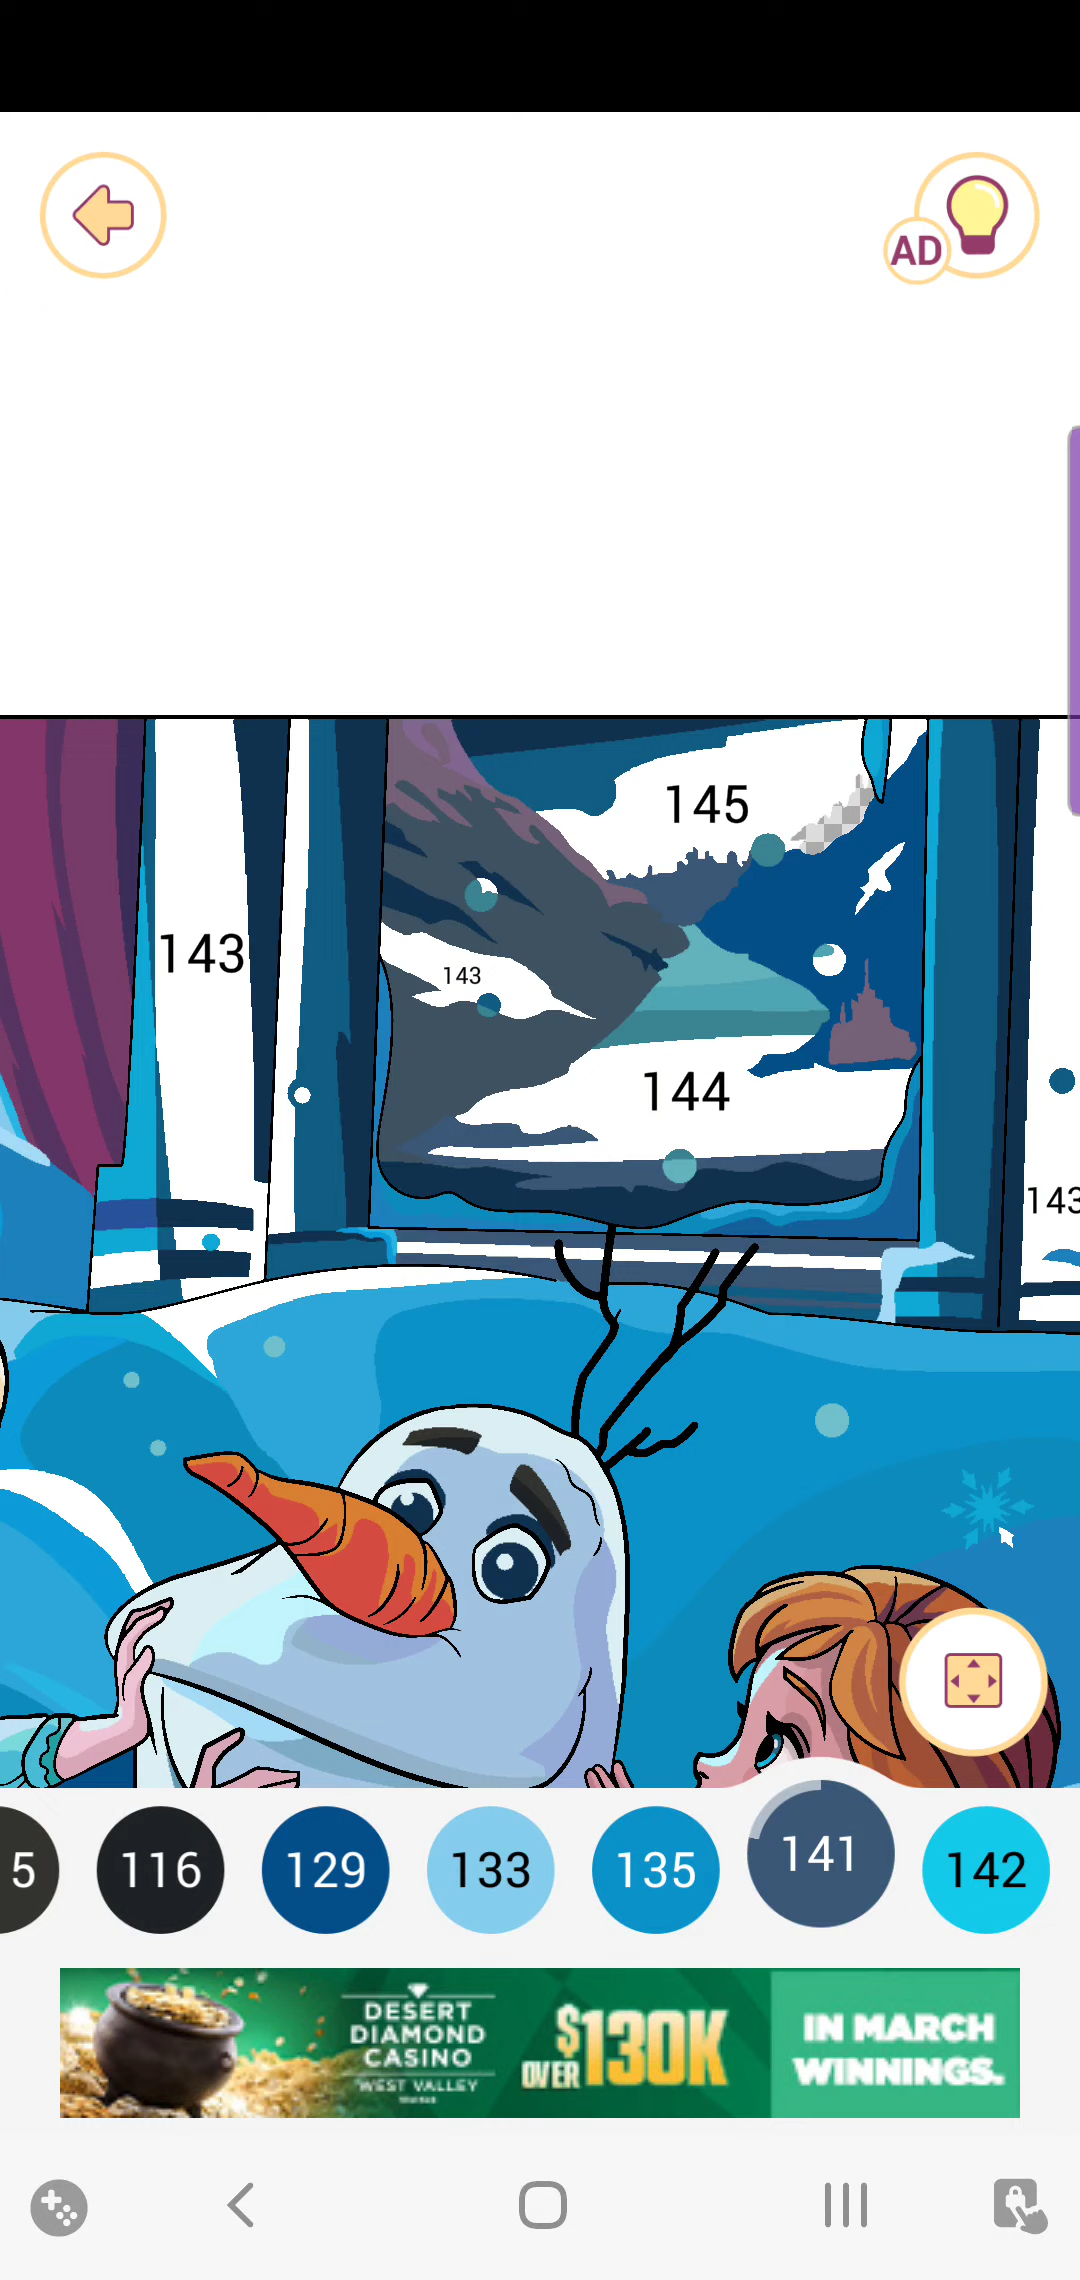 AD
145
143
143
144
143
5
116
129
133
135
141
142
DESERT
DIAMOND
CASINO
WEST VALLEY
OVER $130K
IN MARCH
WINNINGS.